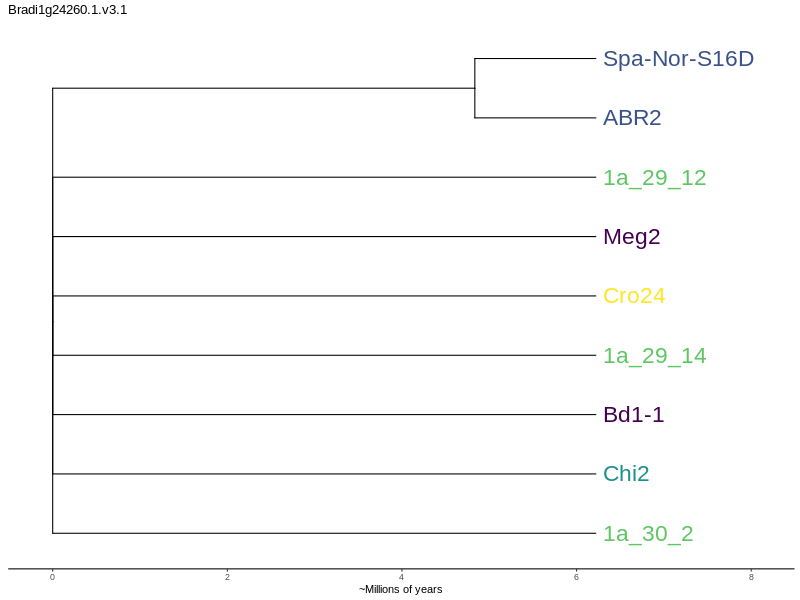 Bradi1g24260.1.v3.1
Spa-Nor-S16D
ABR2
1a_29_12
Meg2
Cro24
1a_29_14
Bd1-1
Chi2
1a_30_2
0 2 4 6 8
~Millions of years